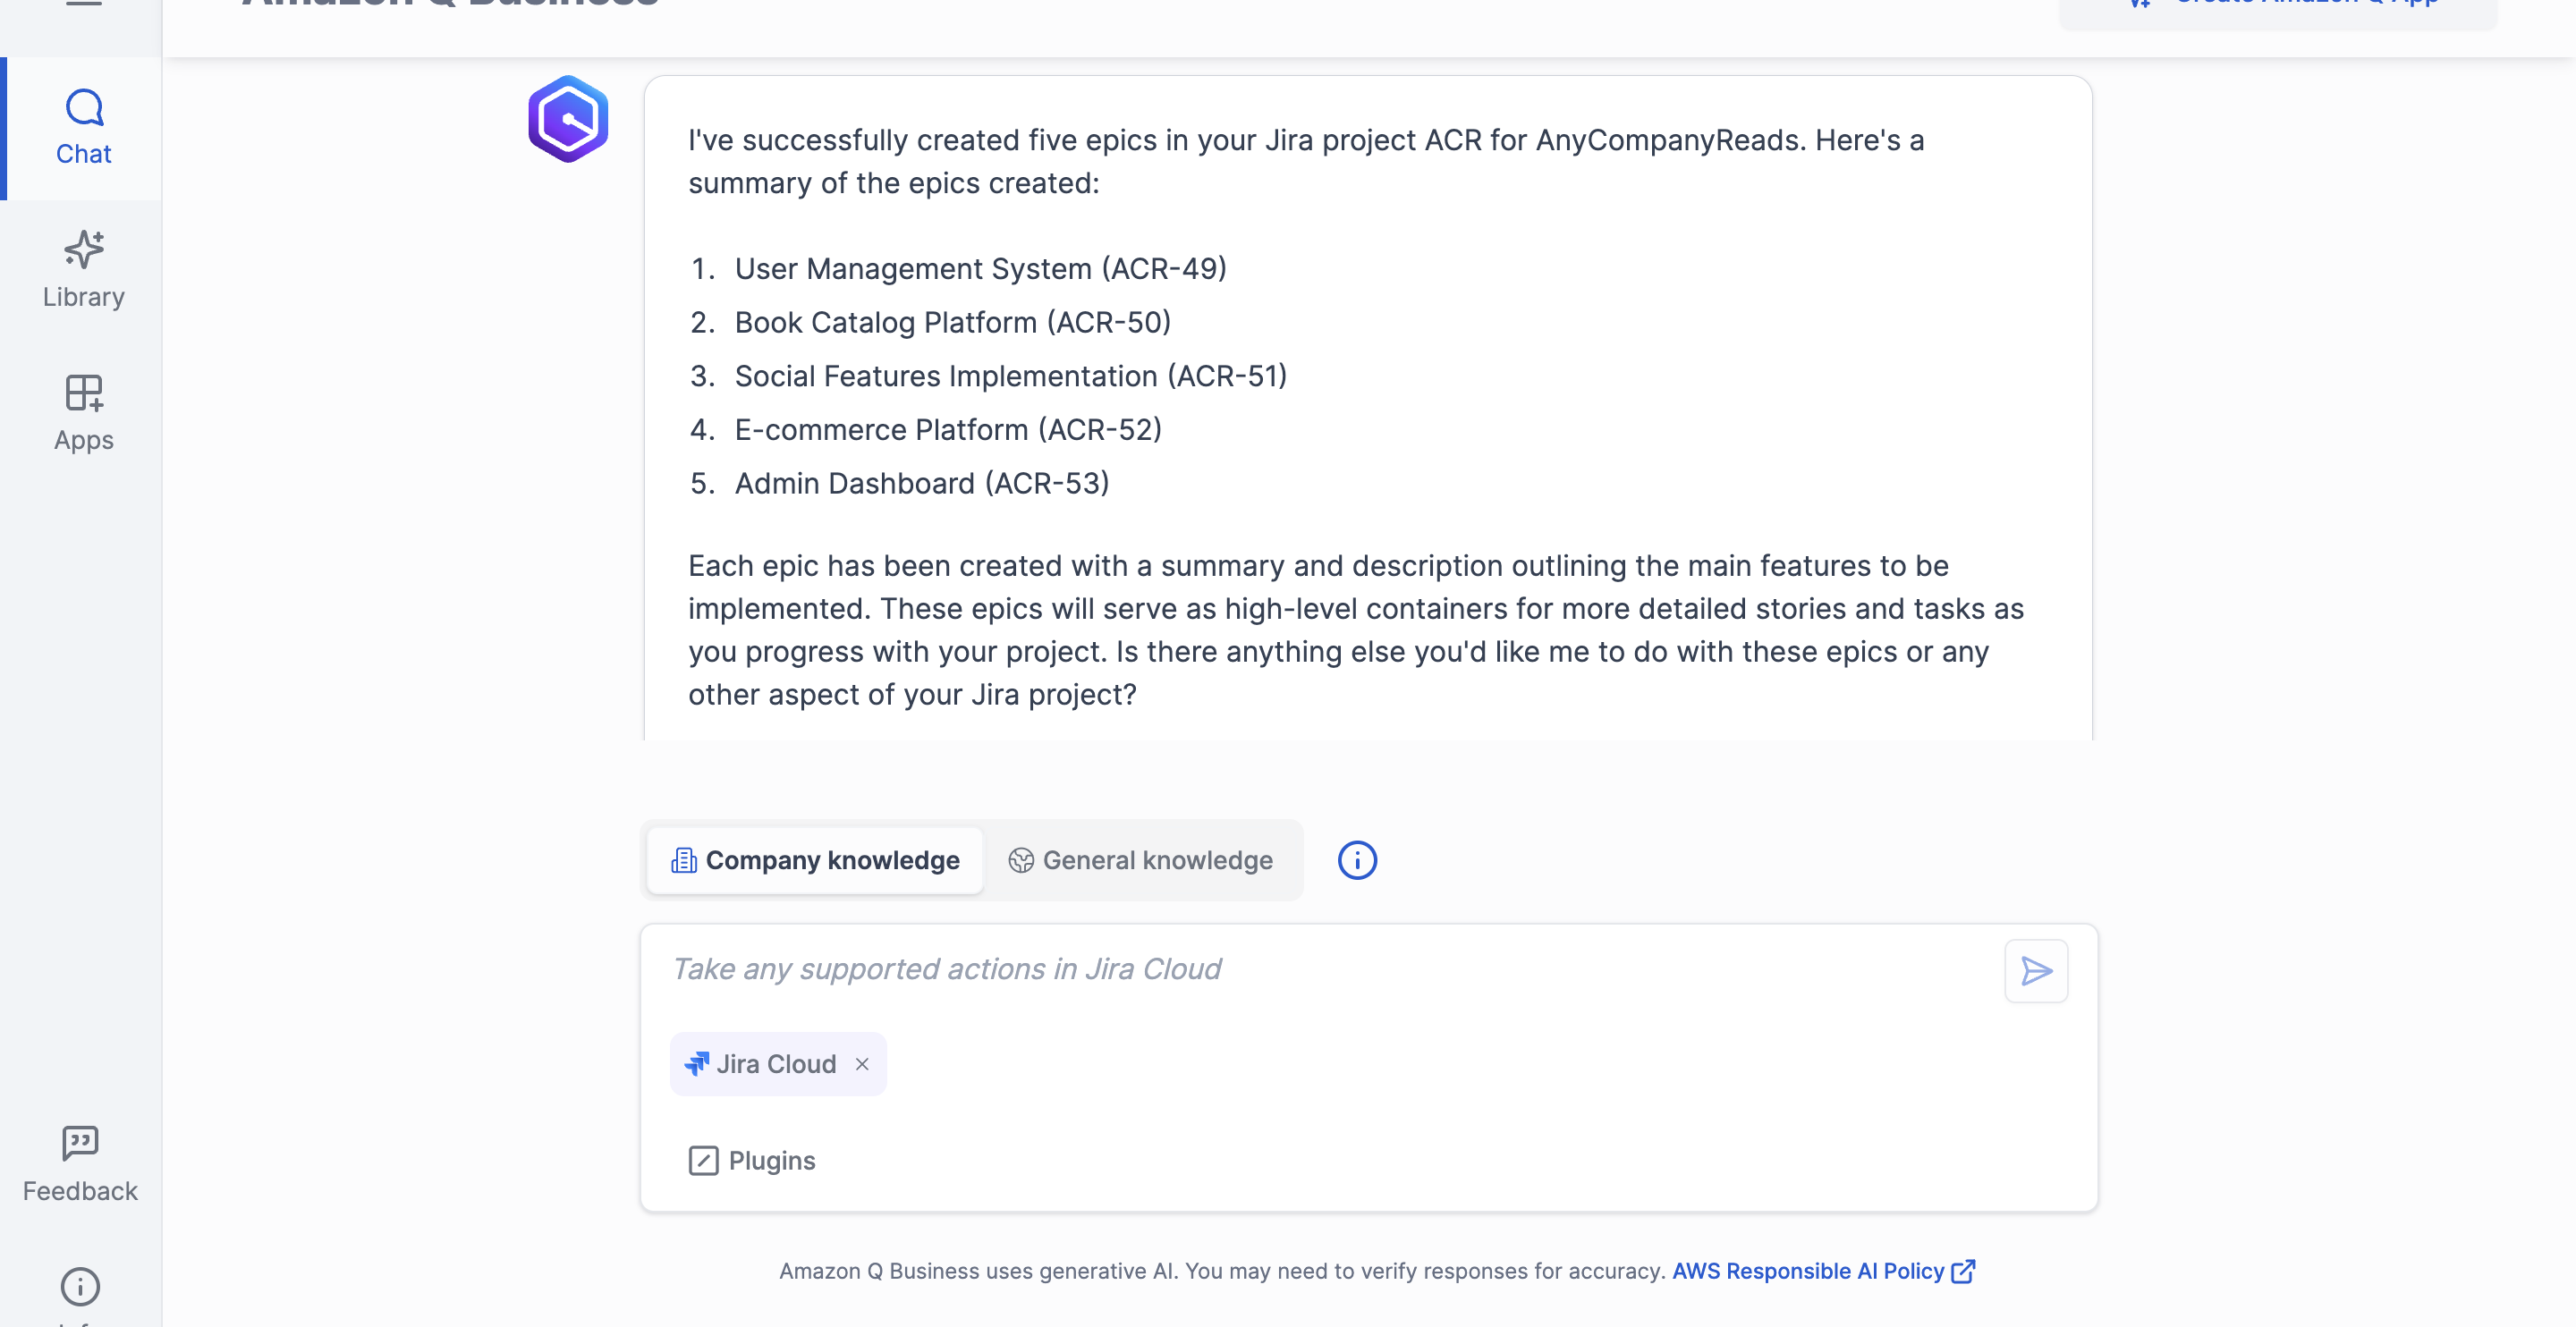 Amazon Q Business
Create Amazon Q App
Chat
Library
Apps
Feedback
I've successfully created five epics in your Jira project ACR for AnyCompanyReads. Here's a
summary of the epics created:
1. User Management System (ACR-49)
2. Book Catalog Platform (ACR-50)
3. Social Features Implementation (ACR-51)
4. E-commerce Platform (ACR-52)
5. Admin Dashboard (ACR-53)
Each epic has been created with a summary and description outlining the main features to be
implemented. These epics will serve as high-level containers for more detailed stories and tasks as
you progress with your project. Is there anything else you'd like me to do with these epics or any
other aspect of your Jira project?
Company knowledge
General knowledge
Take any supported actions in Jira Cloud
Jira Cloud
Plugins
Amazon Q Business uses generative AI. You may need to verify responses for accuracy. AWS Responsible AI Policy